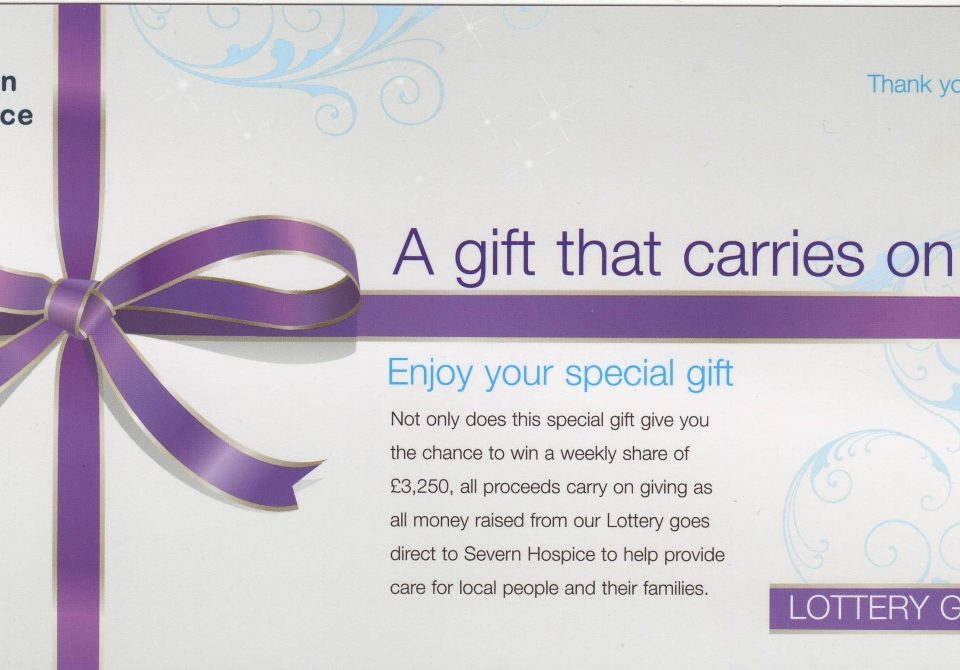 n
ce
Thank yo
A gift that carries on
Enjoy your special gift
Not only does this special gift give you
the chance to win a weekly share of
£3,250, all proceeds carry on giving as
all money raised from our Lottery goes
direct to Severn Hospice to help provide
care for local people and their families.
LOTTERY G